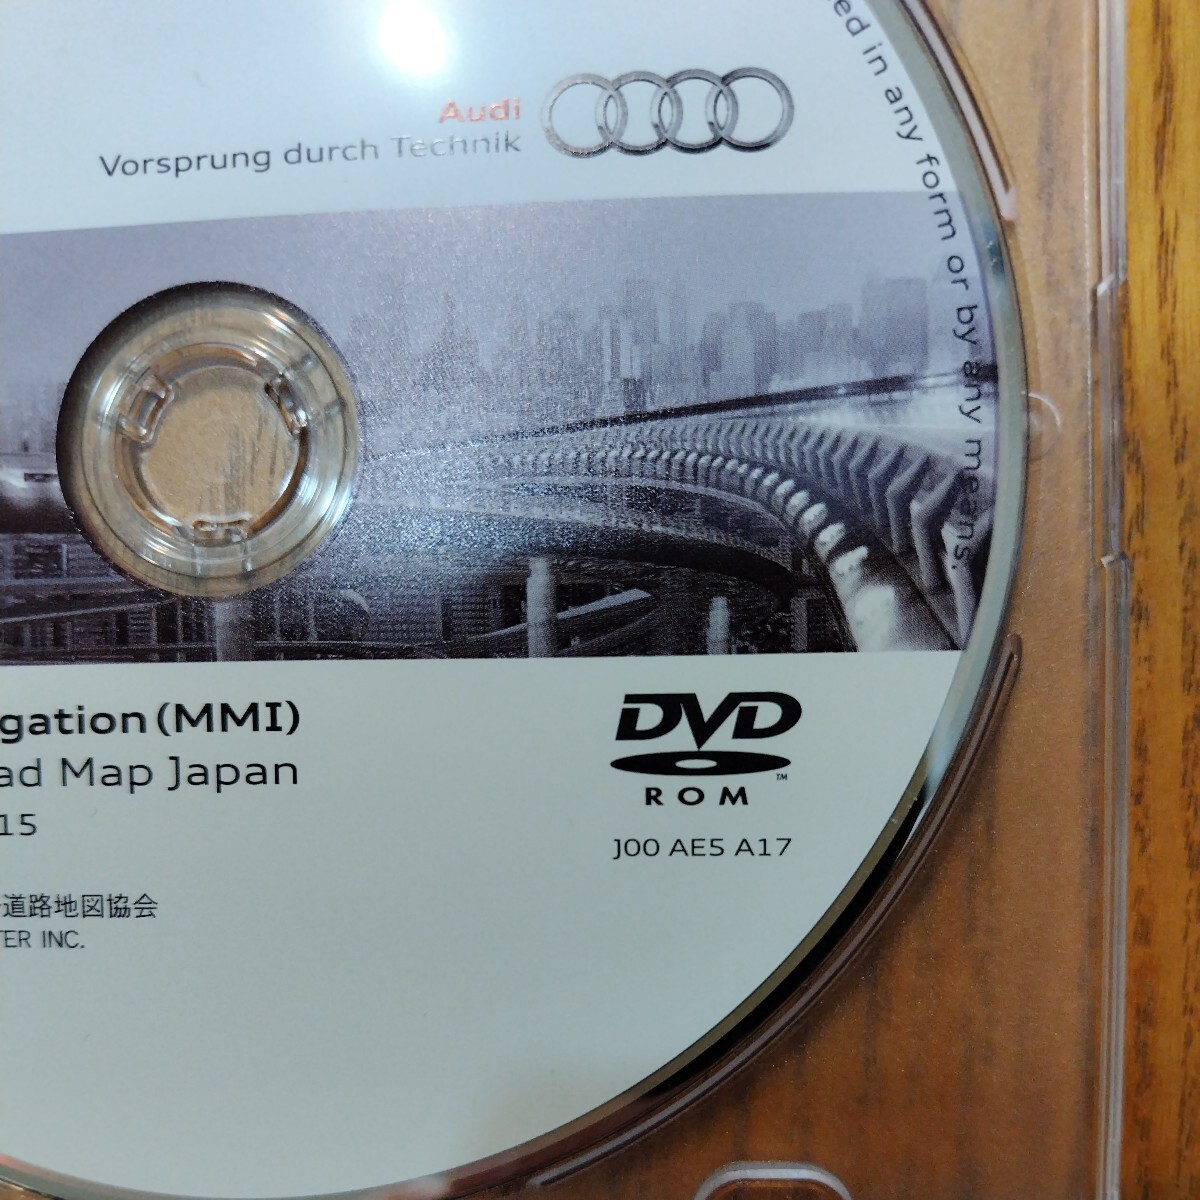 Audi
Vorsprung durch Technik
ed in any form or by any means.
gation (MMI)
ad Map Japan
15
道路地図協会
TER INC.
DVD
ROM
TM
J00 AE5 A17